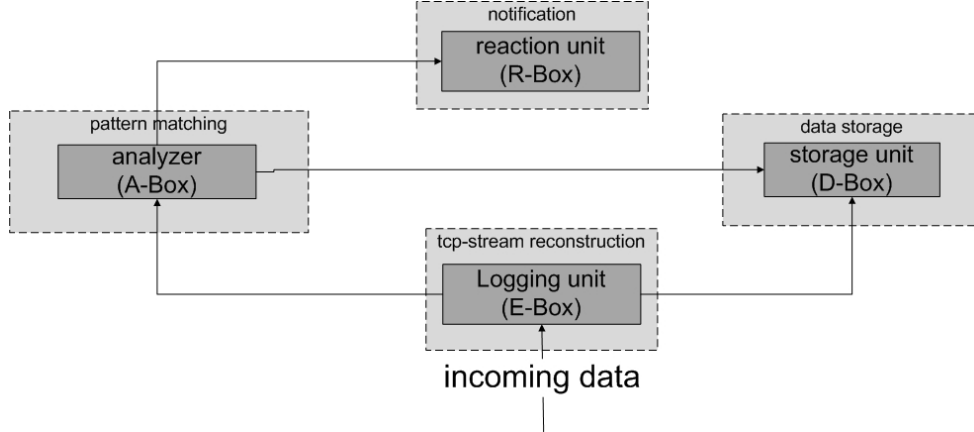 notification
reaction unit
(R-Box)
pattern matching
analyzer
(A-Box)
data storage
storage unit
(D-Box)
tcp-stream reconstruction
Logging unit
(E-Box)
incoming data